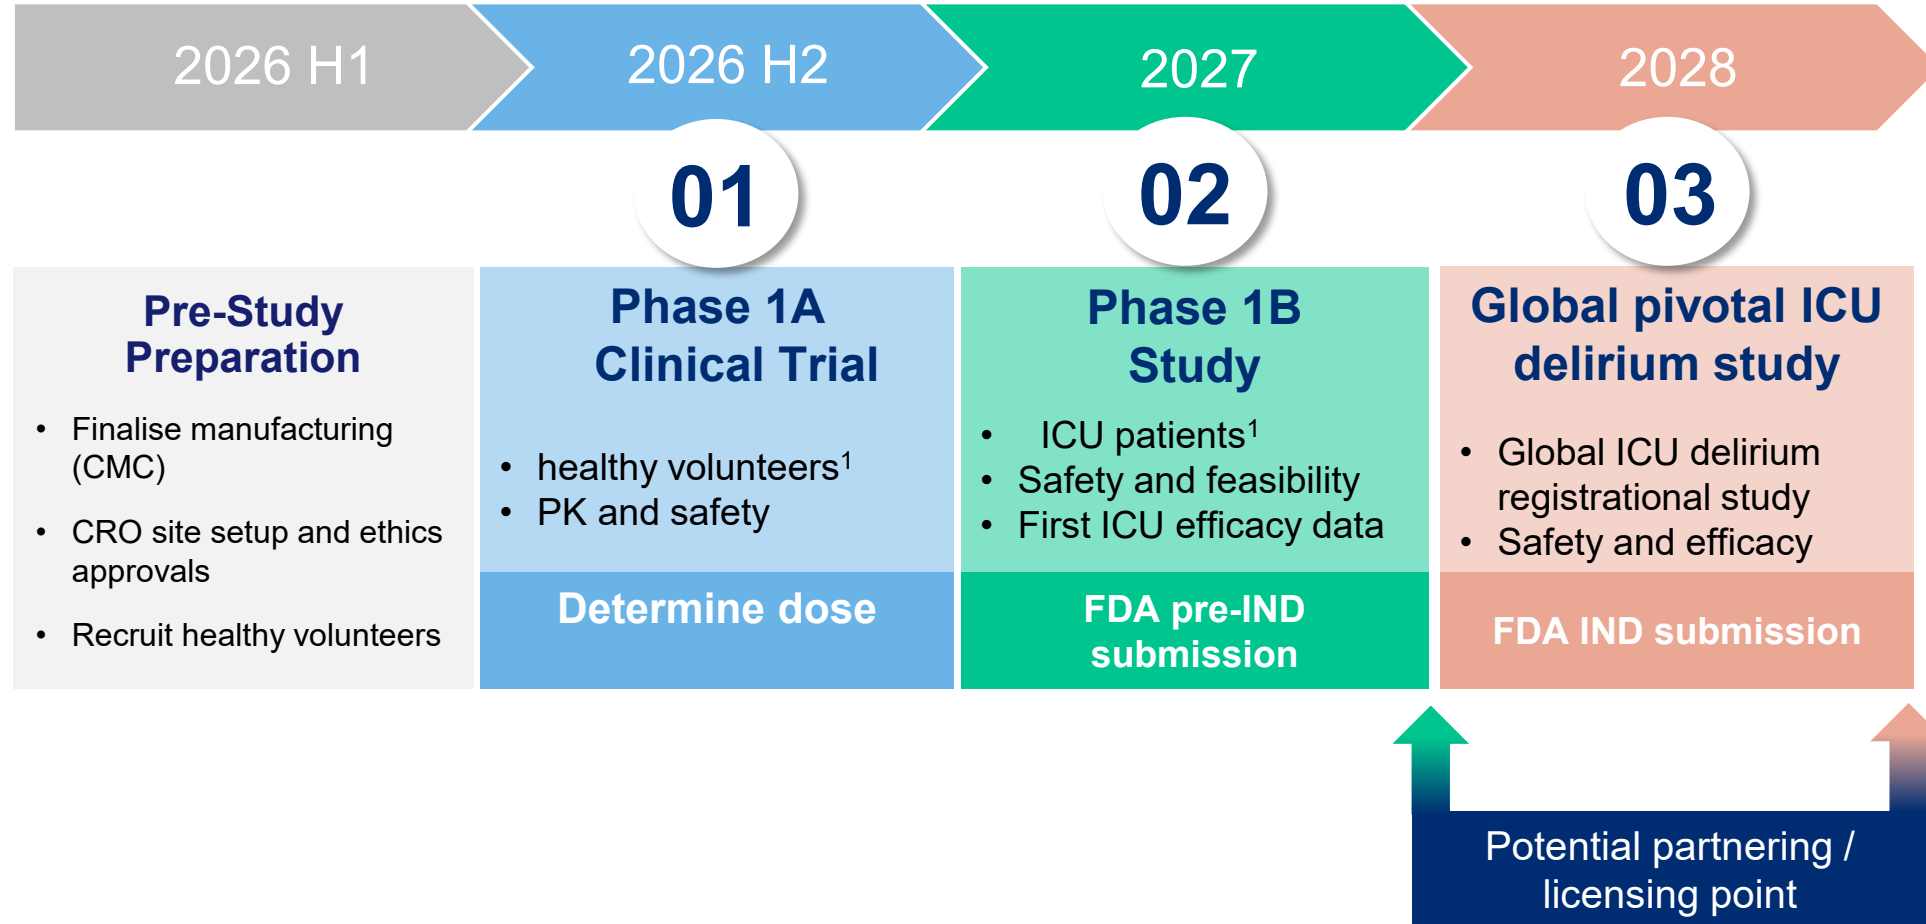 2026 H1
2026 H2
2027
2028
01
02
03
Pre-Study
Preparation
• Finalise manufacturing
(CMC)
• CRO site setup and ethics
approvals
• Recruit healthy volunteers
Phase 1A
Clinical Trial
• healthy volunteers¹
• PK and safety
Determine dose
Phase 1B
Study
• ICU patients¹
• Safety and feasibility
• First ICU efficacy data
FDA pre-IND
submission
Global pivotal ICU
delirium study
• Global ICU delirium
registrational study
• Safety and efficacy
FDA IND submission
Potential partnering /
licensing point